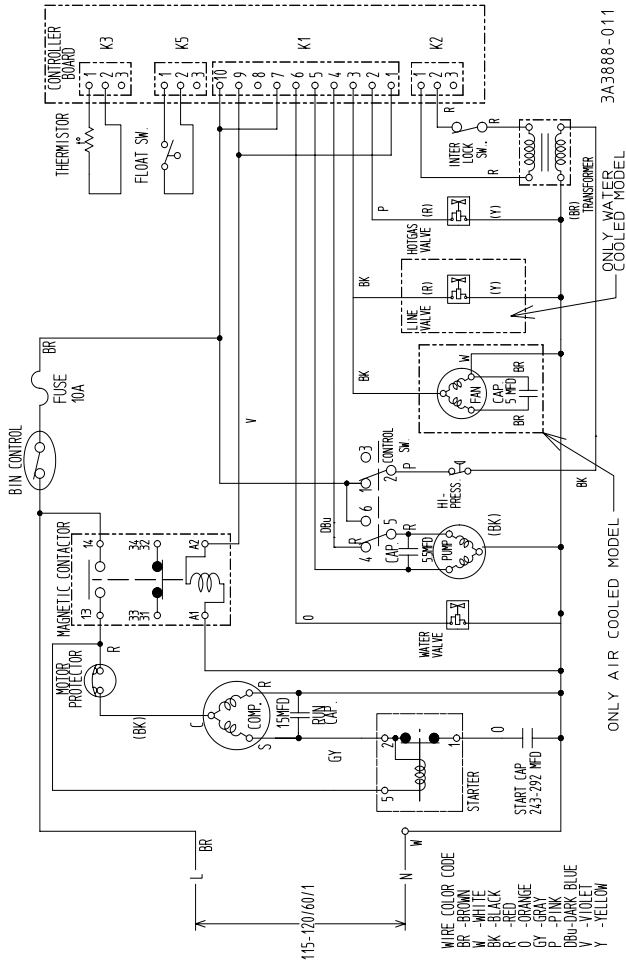 3A3888-011
CONTROLLER
BOARD
K3
K5
K1
K2
1
2
3
1
2
3
10
9
8
7
6
5
4
3
2
1
1
2
3
THERMISTOR
t°
FLOAT SW.
BR
FUSE
10A
BIN CONTROL
V
MAGNETIC CONTACTOR
14
13
34
33
32
31
A2
A1
MOTOR
PROTECTOR
R
(BK)
C
COMP.
S
R
15MFD
RUN
CAP.
GY
5
2
1
STARTER
O
START CAP
243-292 MFD
L
BR
N
W
115-120/60/1
O
WATER
VALVE
DBu
R
4
5
6
1
2
3
CONTROL
SW.
P
CAP.
55MFD
PUMP
(BK)
HI-
PRESS.
BK
BK
BK
FAN
W
CAP.
5 MFD
BR
BR
LINE
VALVE
(R)
(Y)
HOTGAS
VALVE
P
(R)
(Y)
INTER
LOCK
SW.
R
R
R
TRANSFORMER
(BR)
ONLY WATER
COOLED MODEL
ONLY AIR COOLED MODEL
WIRE COLOR CODE
BR -BROWN
W -WHITE
BK -BLACK
R -RED
O -ORANGE
GY -GRAY
P -PINK
DBu-DARK BLUE
V -VIOLET
Y -YELLOW